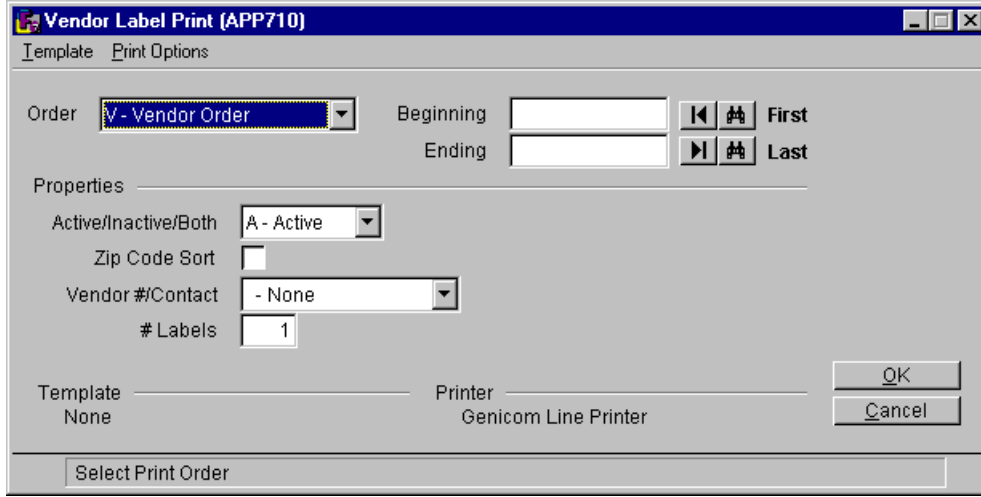 Vendor Label Print (APP710)
Template Print Options
Order V - Vendor Order Beginning First
Ending Last
Properties
Active/Inactive/Both A - Active
Zip Code Sort
Vendor #/Contact - None
# Labels 1
OK
Template Printer
None Genicom Line Printer
Cancel
Select Print Order